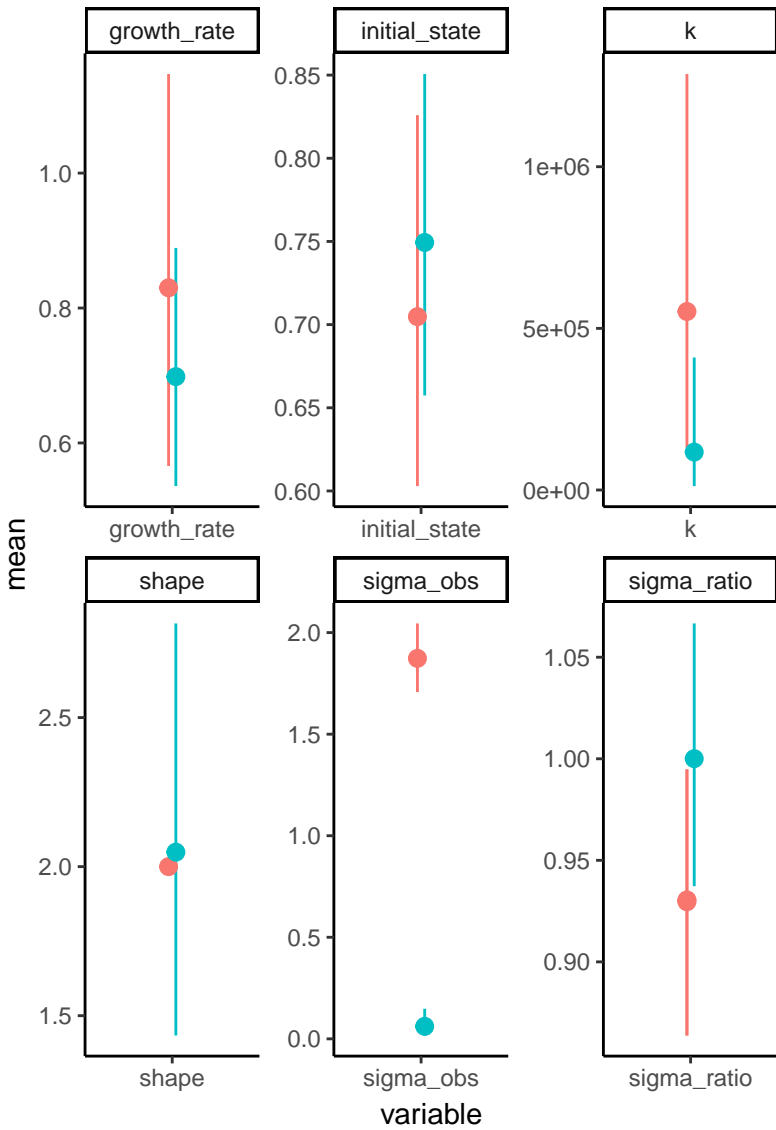 growth_rate
initial_state
k
1.0
0.8
0.6
0.85
0.80
0.75
0.70
0.65
0.60
1e+06
5e+05
0e+00
growth_rate
initial_state
k
mean
shape
sigma_obs
sigma_ratio
2.5
2.0
1.5
2.0
1.5
1.0
0.5
0.0
1.05
1.00
0.95
0.90
shape
sigma_obs
sigma_ratio
variable